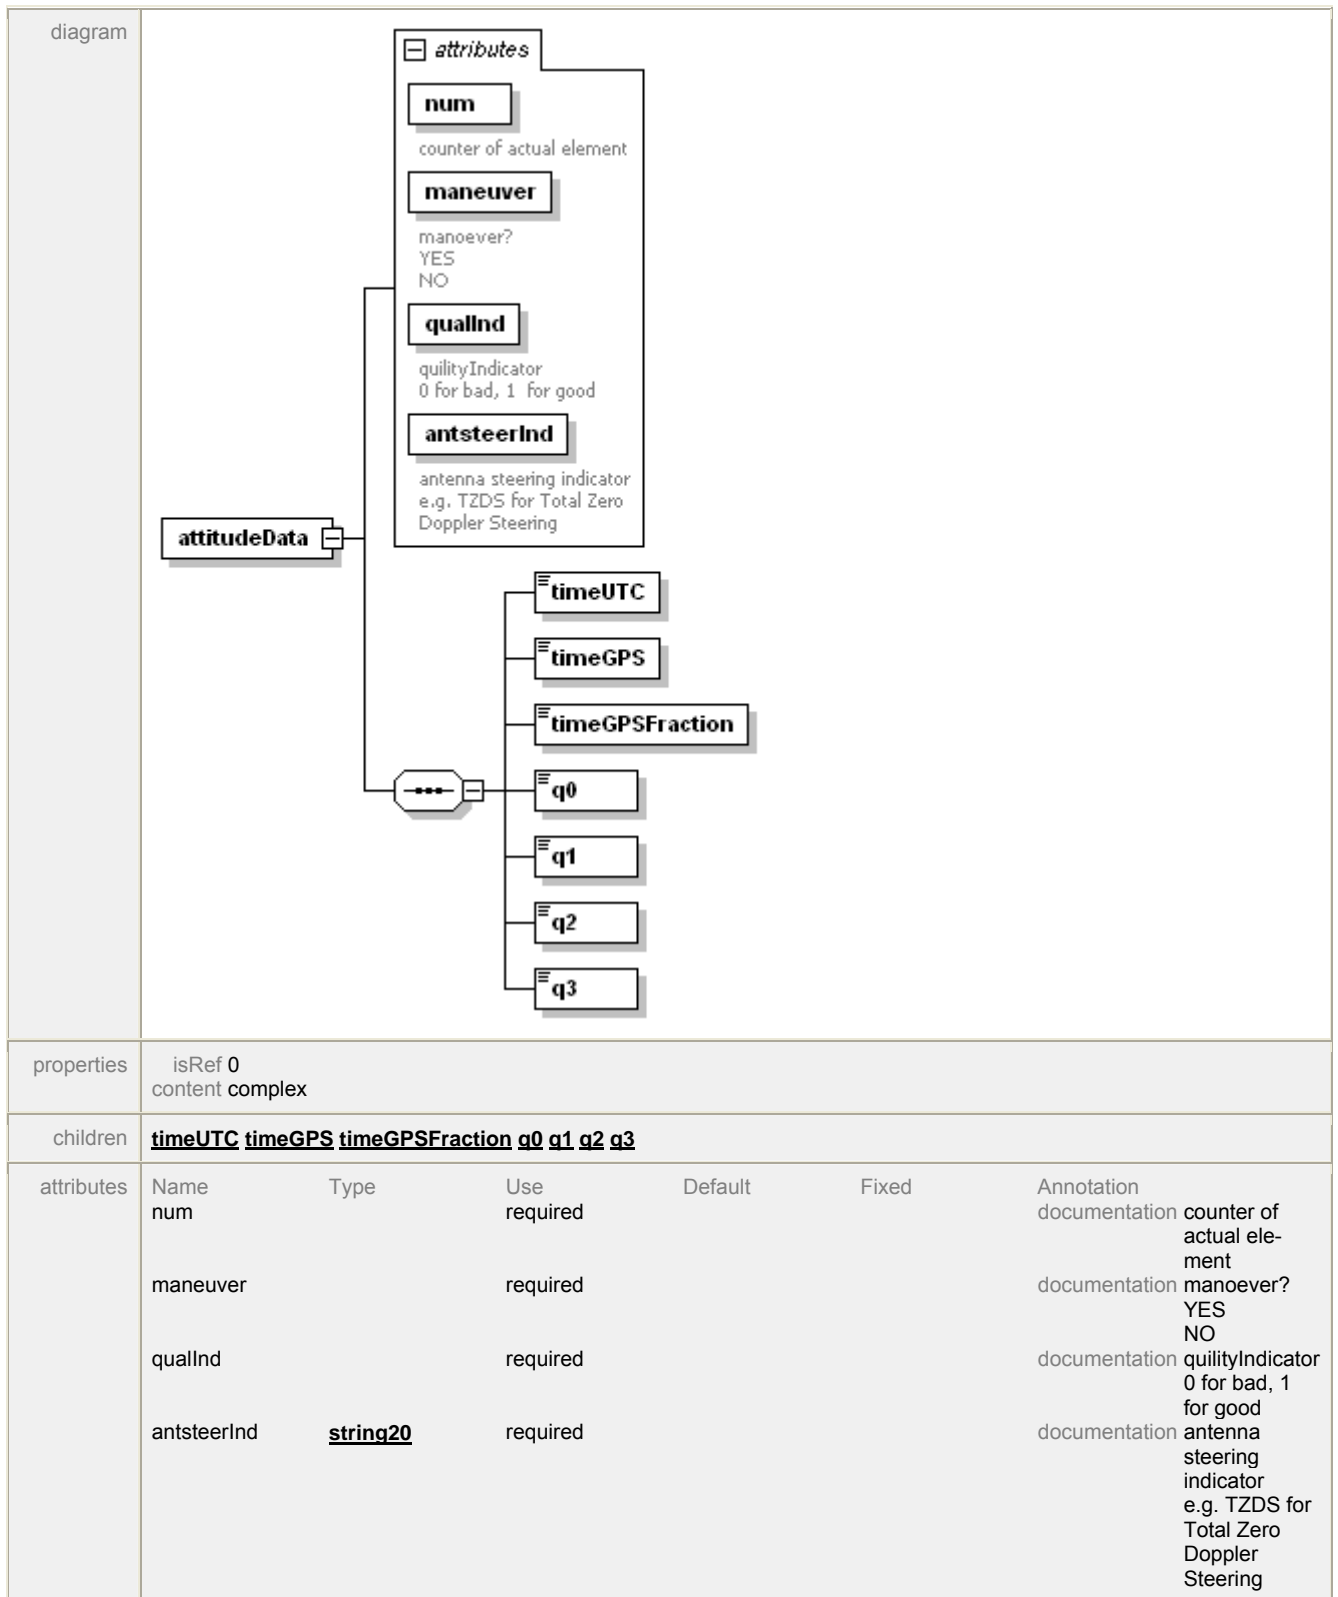 diagram
attributes
num
counter of actual element
maneuver
manoever?
YES
NO
qualInd
quilityIndicator
0 for bad, 1  for good
antsteerInd
antenna steering indicator
e.g. TZDS for Total Zero
Doppler Steering
attitudeData
timeUTC
timeGPS
timeGPSFraction
q0
q1
q2
q3
properties
isRef 0
content complex
children
timeUTC timeGPS timeGPSFraction q0 q1 q2 q3
attributes
Name Type Use Default Fixed Annotation
num required documentation counter of
actual ele-
ment
maneuver required documentation manoever?
YES
NO
qualInd required documentation quilityIndicator
0 for bad, 1
for good
antsteerInd string20 required documentation antenna
steering
indicator
e.g. TZDS for
Total Zero
Doppler
Steering